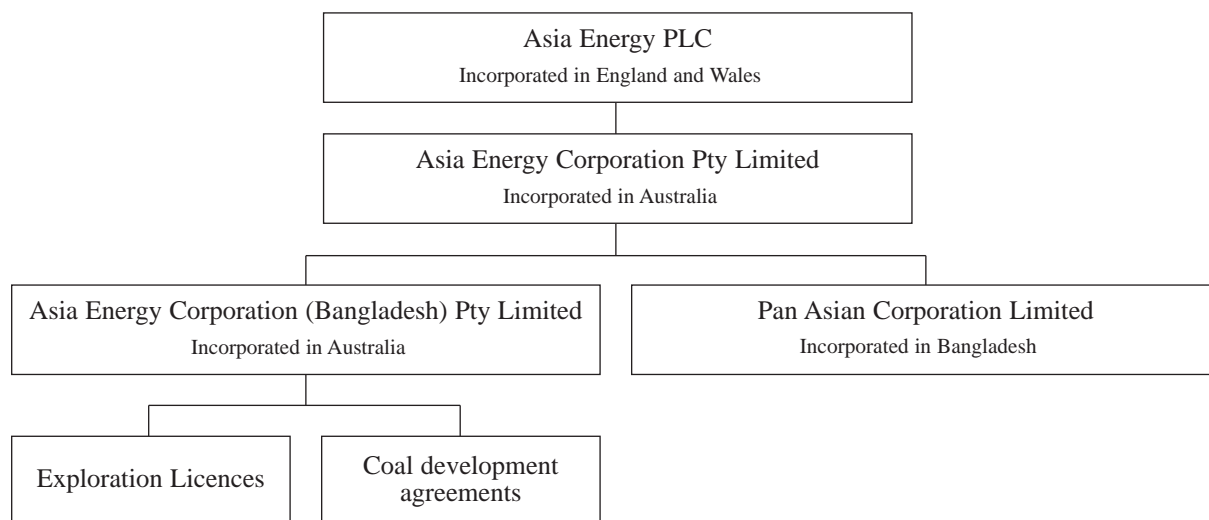 Asia Energy PLC
Incorporated in England and Wales
Asia Energy Corporation Pty Limited
Incorporated in Australia
Asia Energy Corporation (Bangladesh) Pty Limited
Incorporated in Australia
Pan Asian Corporation Limited
Incorporated in Bangladesh
Exploration Licences
Coal development
agreements